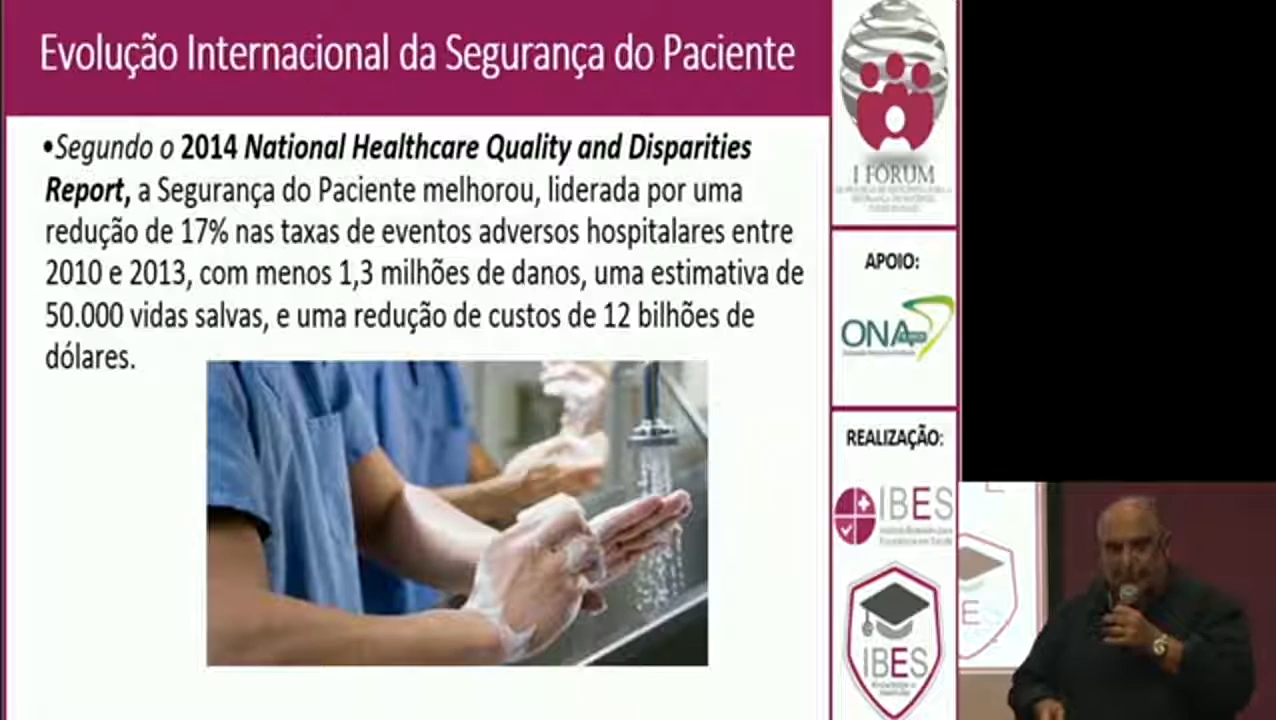 Evolução Internacional da Segurança do Paciente
•Segundo o 2014 National Healthcare Quality and Disparities
Report, a Segurança do Paciente melhorou, liderada por uma
redução de 17% nas taxas de eventos adversos hospitalares entre
2010 e 2013, com menos 1,3 milhões de danos, uma estimativa de
50.000 vidas salvas, e uma redução de custos de 12 bilhões de
dólares.
I FÓRUM
APOIO:
ONA
REALIZAÇÃO:
IBES
IBES